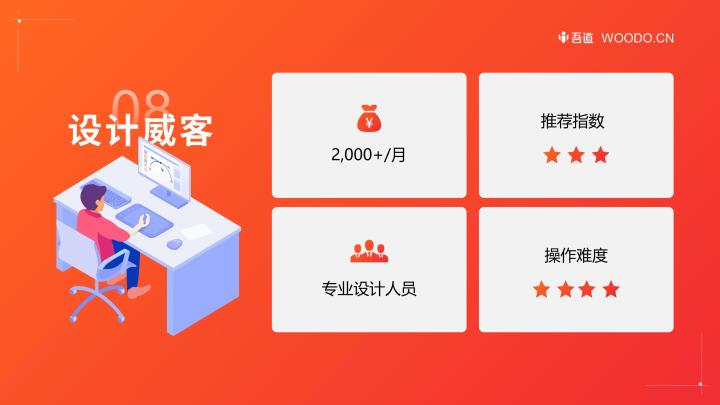 吾道 WOODO.CN
08
设计威客
¥
2,000+/月
推荐指数
专业设计人员
操作难度